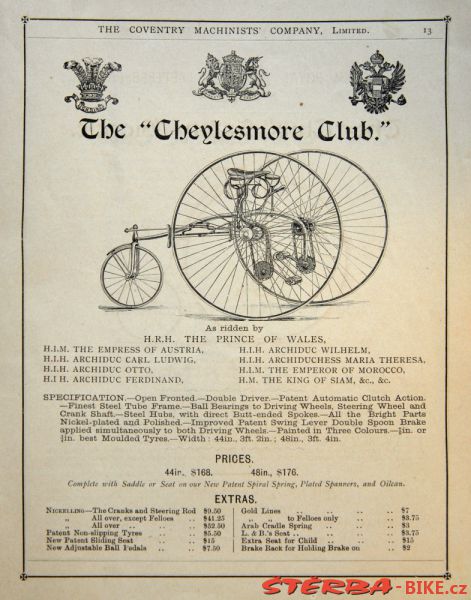 THE COVENTRY MACHINISTS' COMPANY, LIMITED. 13
The "Cheylesmore Club."
As ridden by
H.R.H. THE PRINCE OF WALES,
H.I.M. THE EMPRESS OF AUSTRIA, H.I.H. ARCHIDUC WILHELM,
H.I.H. ARCHIDUC CARL LUDWIG, H.I.H. ARCHIDUCHESS MARIA THERESA,
H.I.H. ARCHIDUC OTTO, H.I.M. THE EMPEROR OF MOROCCO,
H.I.H. ARCHIDUC FERDINAND, H.M. THE KING OF SIAM, &c., &c.
SPECIFICATION.—Open Fronted.—Double Driver.—Patent Automatic Clutch Action.
—Finest Steel Tube Frame.—Ball Bearings to Driving Wheels, Steering Wheel and
Crank Shaft.—Steel Hubs, with direct Butt-ended Spokes.—All the Bright Parts
Nickel-plated and Polished.—Improved Patent Swing Lever Double Spoon Brake
applied simultaneously to both Driving Wheels.—Painted in Three Colours.— or
best Moulded Tyres.—Width: 44in., 3ft. 2in.; 48in., 3ft. 4in.
PRICES.
44in., $168. 48in., $176.
Complete with Saddle or Seat on our New Patent Spiral Spring, Plated Spanners, and Oilcan.
EXTRAS.
NICKELLING—The Cranks and Steering Rod $9.50 Gold Lines .. $7
„ All over, except Felloes .. $41.25 „ „ to Felloes only .. $3.75
„ All over .. $52.50 Arab Cradle Spring .. $3
Patent Non-slipping Tyres .. $5.50 L. & B.'s Seat .. $3.75
New Patent Sliding Seat $15 Extra Seat for Child .. $15
New Adjustable Ball Pedals .. $7.50 Brake Back for Holding Brake on .. $2
ŠTĚRBA-BIKE.cz